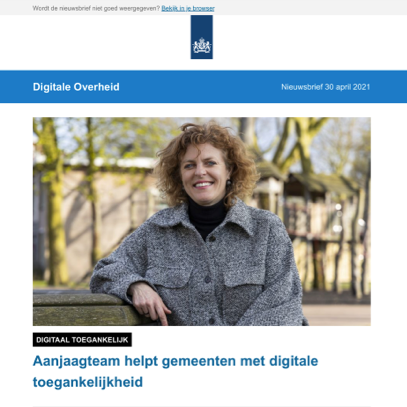 Wordt de nieuwsbrief niet goed weergegeven? Bekijk in je browser
Digitale Overheid
Nieuwsbrief 30 april 2021
DIGITAAL TOEGANKELIJK
Aanjaagteam helpt gemeenten met digitale
toegankelijkheid